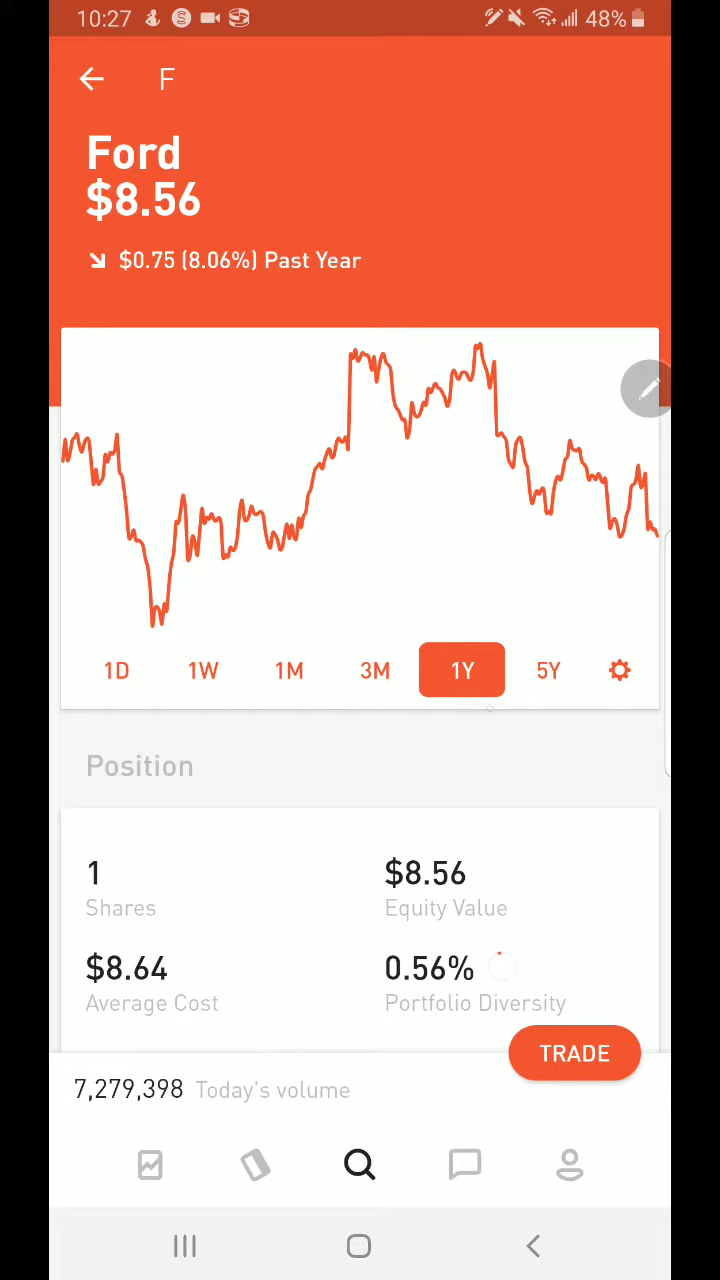 10:27 48%
F
Ford
$8.56
$0.75 (8.06%) Past Year
1D 1W 1M 3M 1Y 5Y
Position
1 $8.56
Shares Equity Value
$8.64 0.56%
Average Cost Portfolio Diversity
TRADE
7,279,398 Today's volume